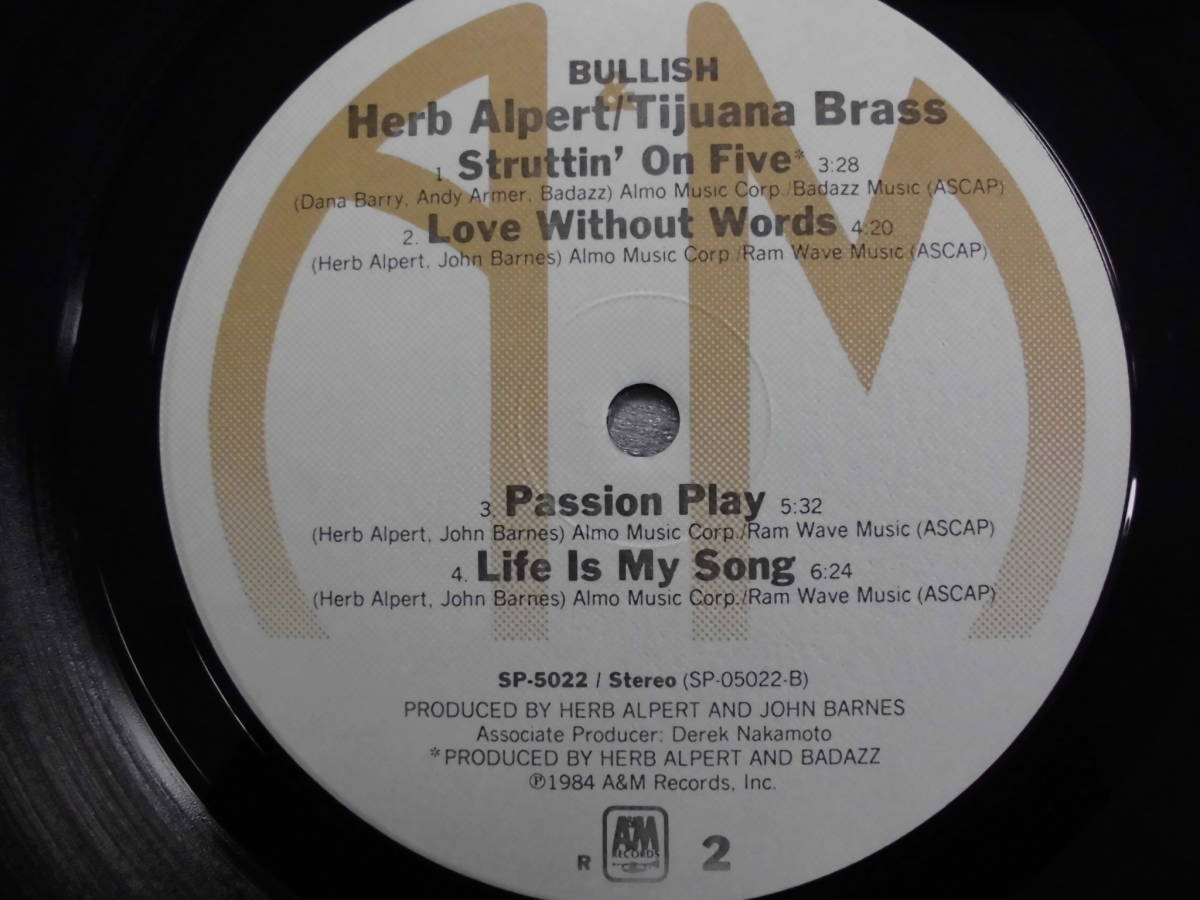 BULLISH
Herb Alpert/Tijuana Brass
1. Struttin' On Five* 3:28
(Dana Barry, Andy Armer, Badazz) Almo Music Corp./Badazz Music (ASCAP)
2. Love Without Words 4:20
(Herb Alpert, John Barnes) Almo Music Corp./Ram Wave Music (ASCAP)
3. Passion Play 5:32
(Herb Alpert, John Barnes) Almo Music Corp./Ram Wave Music (ASCAP)
4. Life Is My Song 6:24
(Herb Alpert, John Barnes) Almo Music Corp./Ram Wave Music (ASCAP)
SP-5022 / Stereo (SP-05022-B)
PRODUCED BY HERB ALPERT AND JOHN BARNES
Associate Producer: Derek Nakamoto
*PRODUCED BY HERB ALPERT AND BADAZZ
℗1984 A&M Records, Inc.
R A&M RECORDS 2